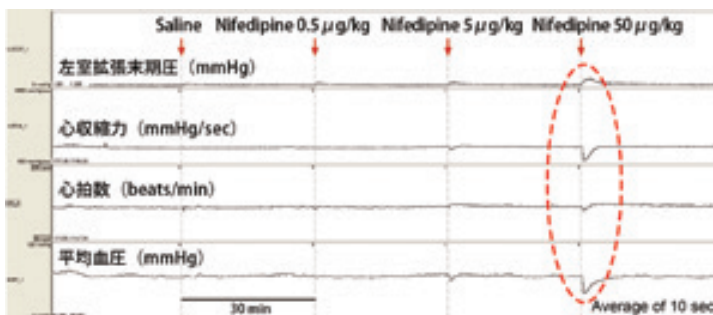 Saline Nifedipine 0.5 μg/kg Nifedipine 5 μg/kg Nifedipine 50 μg/kg
左室拡張末期圧（mmHg）
心収縮力（mmHg/sec）
心拍数（beats/min）
平均血圧（mmHg）
30 min
Average of 10 sec